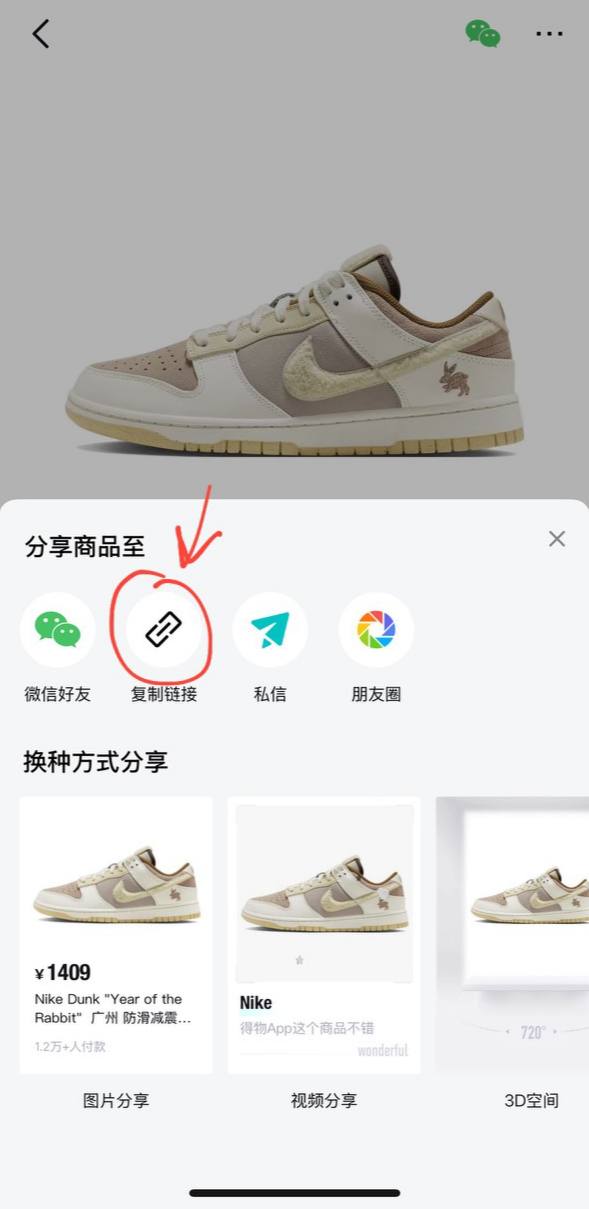 分享商品至
微信好友
复制链接
私信
朋友圈
换种方式分享
¥1409
Nike Dunk "Year of the
Rabbit" 广州 防滑减震...
1.2万+人付款
图片分享
Nike
得物App这个商品不错
wonderful
视频分享
720°
3D空间